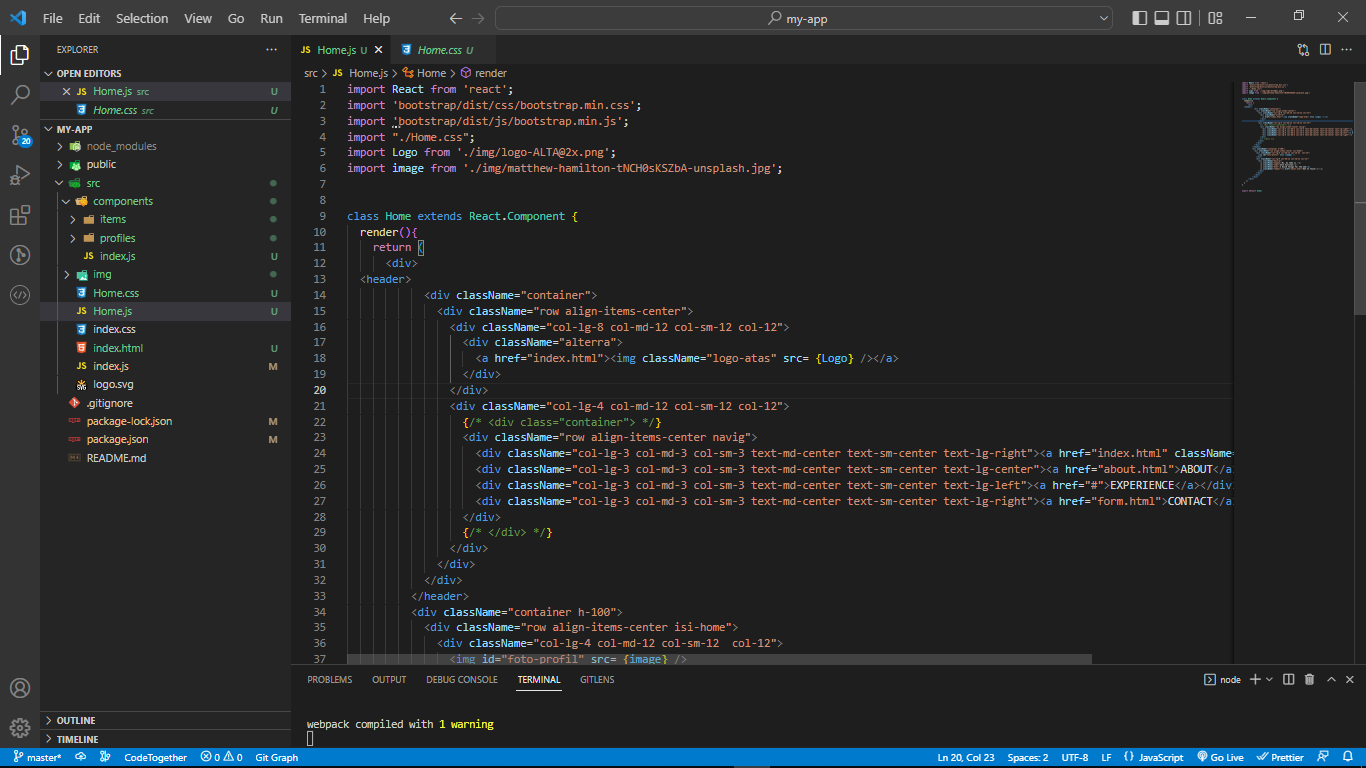 File Edit Selection View Go Run Terminal Help my-app
EXPLORER
OPEN EDITORS
Home.js src U
Home.css src U
MY-APP
node_modules
public
src
components
items
profiles
index.js U
img
Home.css U
Home.js U
index.css
index.html U
index.js M
logo.svg
.gitignore
package-lock.json M
package.json M
README.md
OUTLINE
TIMELINE
20
JS Home.js U Home.css U
src > JS Home.js > Home > render
1 import React from 'react';
2 import 'bootstrap/dist/css/bootstrap.min.css';
3 import 'bootstrap/dist/js/bootstrap.min.js';
4 import "./Home.css";
5 import Logo from './img/logo-ALTA@2x.png';
6 import image from './img/matthew-hamilton-tNCH0sKSZbA-unsplash.jpg';
7
8
9 class Home extends React.Component {
10 render(){
11 return (
12 <div>
13 <header>
14 <div className="container">
15 <div className="row align-items-center">
16 <div className="col-lg-8 col-md-12 col-sm-12 col-12">
17 <div className="alterra">
18 <a href="index.html"><img className="logo-atas" src= {Logo} /></a>
19 </div>
20 </div>
21 <div className="col-lg-4 col-md-12 col-sm-12 col-12">
22 {/* <div class="container"> */}
23 <div className="row align-items-center navig">
24 <div className="col-lg-3 col-md-3 col-sm-3 text-md-center text-sm-center text-lg-right"><a href="index.html" className=
25 <div className="col-lg-3 col-md-3 col-sm-3 text-md-center text-sm-center text-lg-center"><a href="about.html">ABOUT</a
26 <div className="col-lg-3 col-md-3 col-sm-3 text-md-center text-sm-center text-lg-left"><a href="#">EXPERIENCE</a></div
27 <div className="col-lg-3 col-md-3 col-sm-3 text-md-center text-sm-center text-lg-right"><a href="form.html">CONTACT</a
28 </div>
29 {/* </div> */}
30 </div>
31 </div>
32 </div>
33 </header>
34 <div className="container h-100">
35 <div className="row align-items-center isi-home">
36 <div className="col-lg-4 col-md-12 col-sm-12  col-12">
37 <img id="foto-profil" src= {image} />
PROBLEMS OUTPUT DEBUG CONSOLE TERMINAL GITLENS node
webpack compiled with 1 warning
master* CodeTogether 0 0 Git Graph Ln 20, Col 23 Spaces: 2 UTF-8 LF JavaScript Go Live Prettier